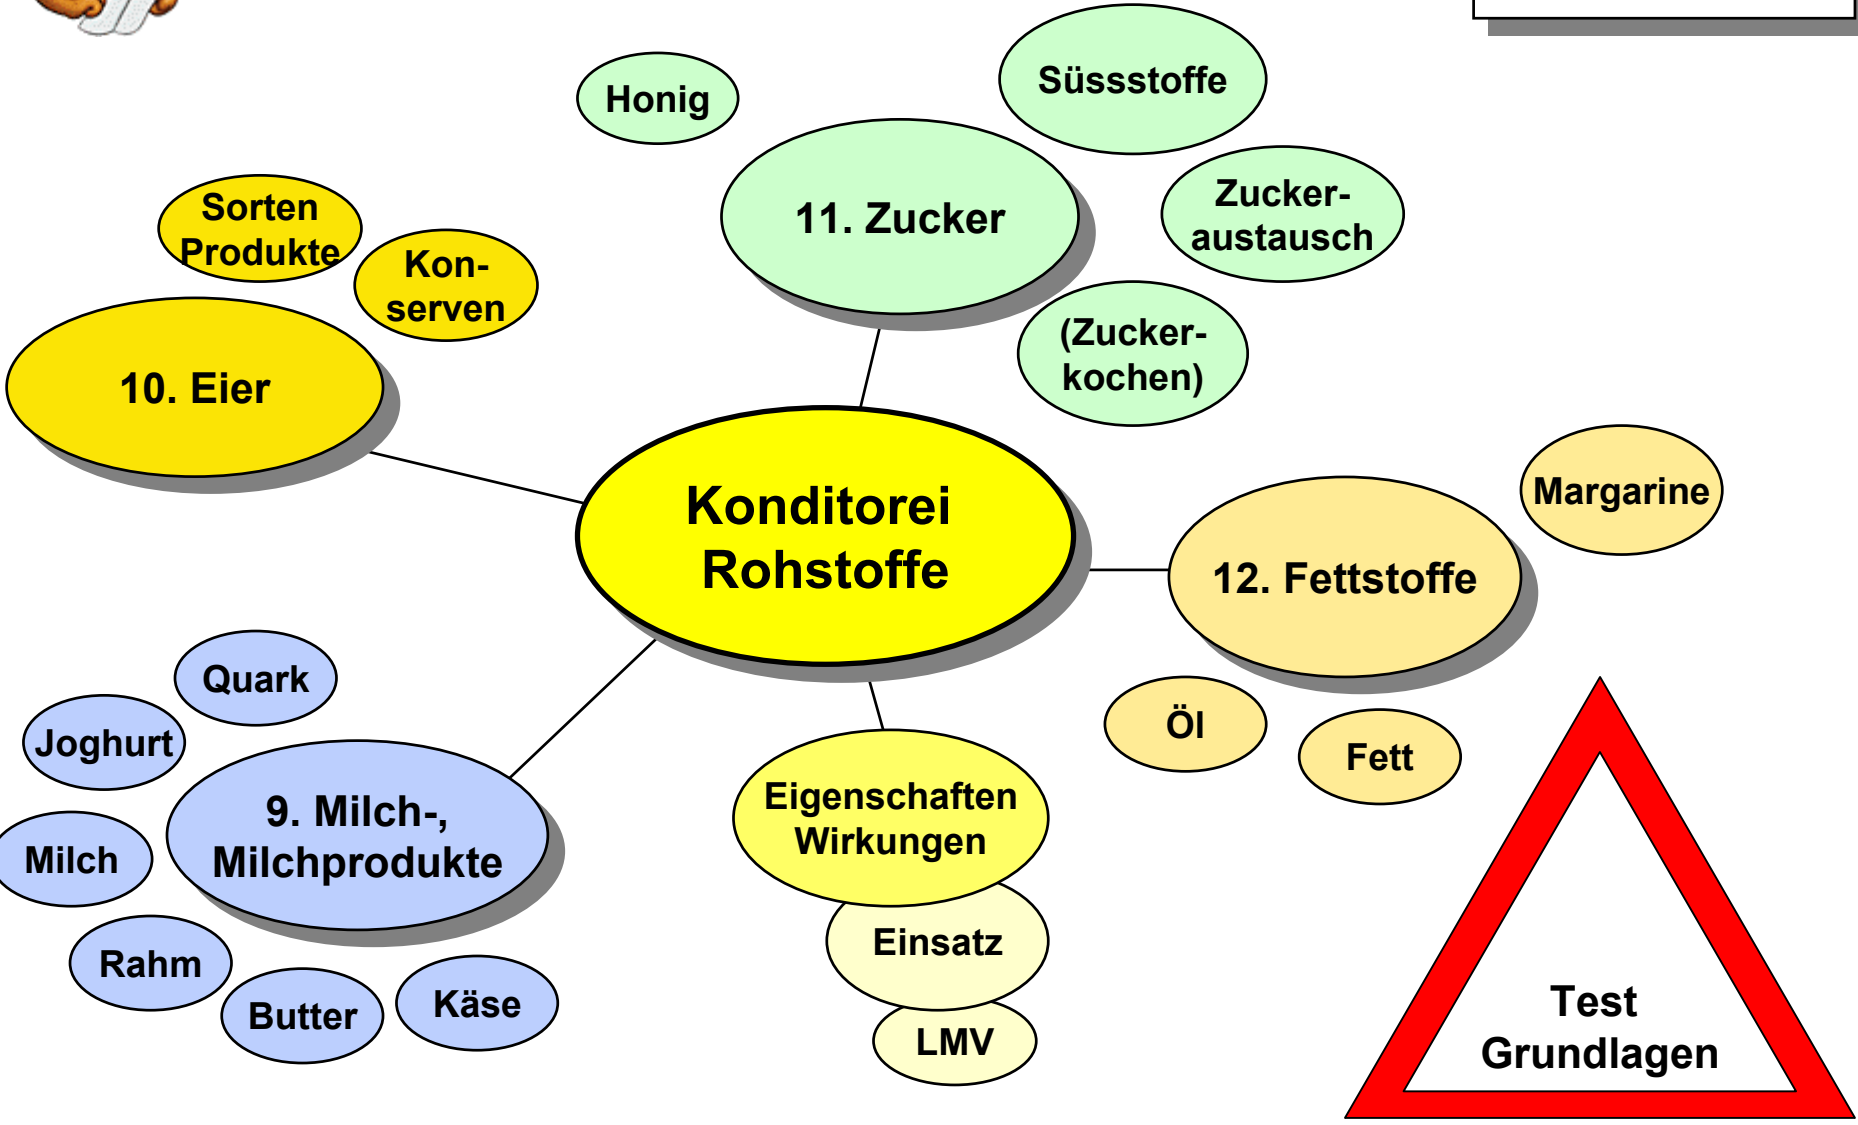 Honig
Süssstoffe
11. Zucker
Zucker-
austausch
(Zucker-
kochen)
Sorten
Produkte
Kon-
serven
10. Eier
Konditorei
Rohstoffe
Margarine
12. Fettstoffe
Öl
Fett
Quark
Joghurt
9. Milch-,
Milchprodukte
Milch
Rahm
Butter
Käse
Eigenschaften
Wirkungen
Einsatz
LMV
Test
Grundlagen